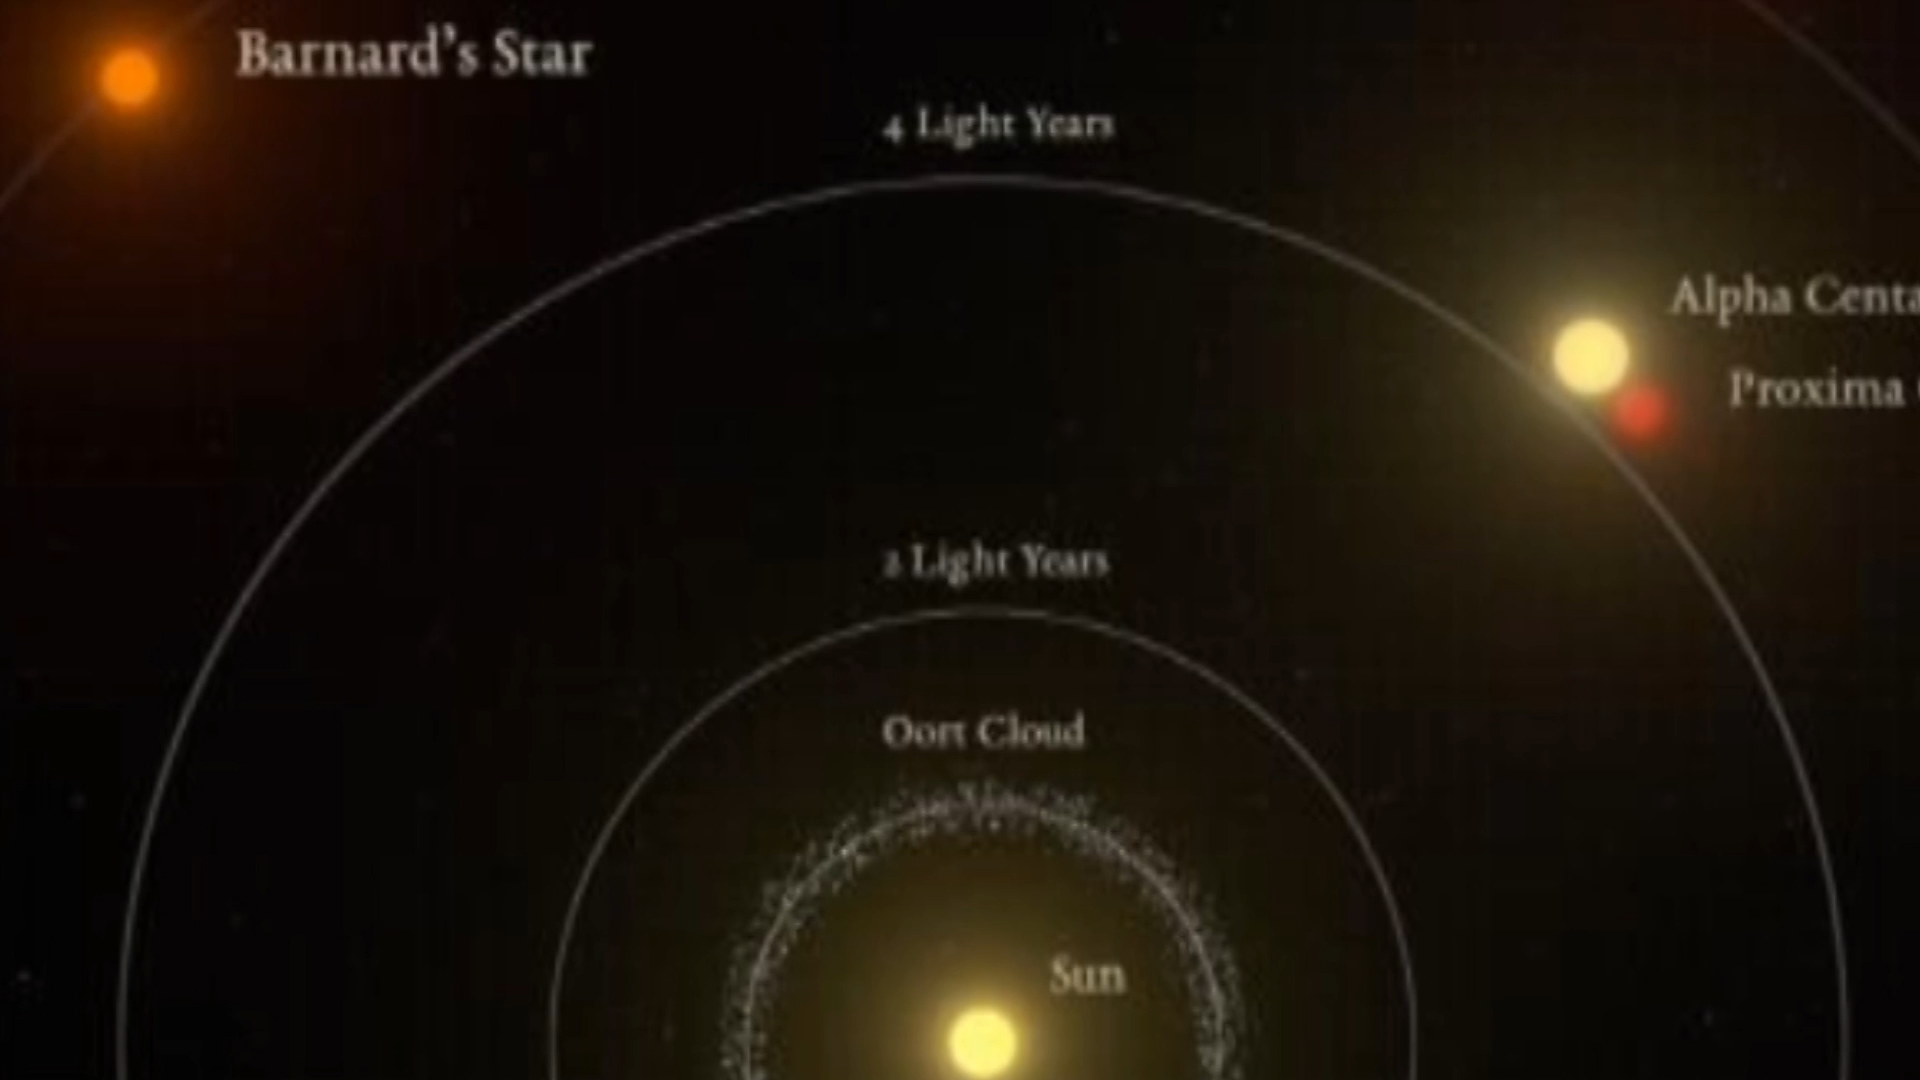 Barnard's Star
4 Light Years
Alpha Centa
Proxima
2 Light Years
Oort Cloud
Sun